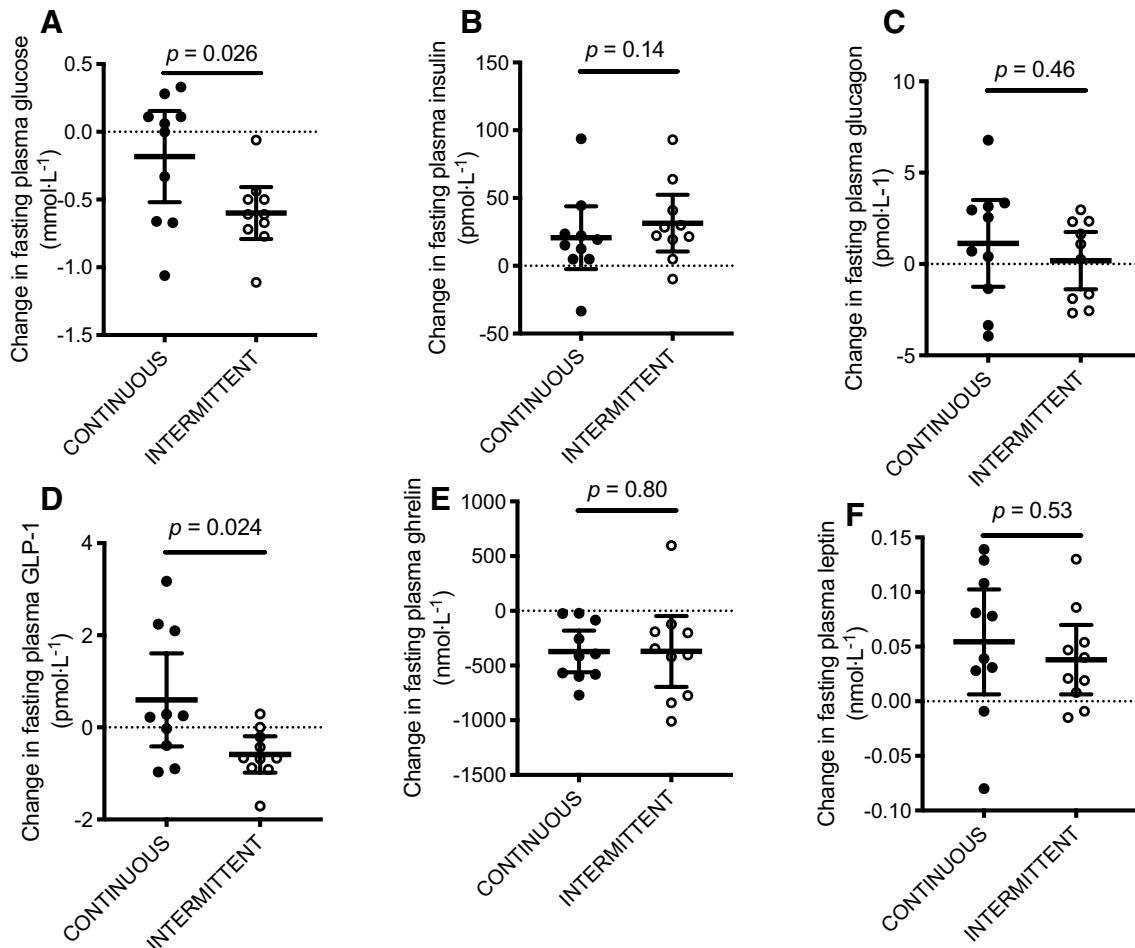 A
Change in fasting plasma glucose
(mmol·L-1)
p = 0.026
0.5
0.0
-0.5
-1.0
-1.5
CONTINUOUS
INTERMITTENT
B
Change in fasting plasma insulin
(pmol·L-1)
p = 0.14
150
100
50
0
-50
CONTINUOUS
INTERMITTENT
C
Change in fasting plasma glucagon
(pmol·L-1)
p = 0.46
10
5
0
-5
CONTINUOUS
INTERMITTENT
D
Change in fasting plasma GLP-1
(pmol·L-1)
p = 0.024
4
2
0
-2
CONTINUOUS
INTERMITTENT
E
Change in fasting plasma ghrelin
(nmol·L-1)
p = 0.80
1000
500
0
-500
-1000
-1500
CONTINUOUS
INTERMITTENT
F
Change in fasting plasma leptin
(nmol·L-1)
p = 0.53
0.15
0.10
0.05
0.00
-0.05
-0.10
CONTINUOUS
INTERMITTENT